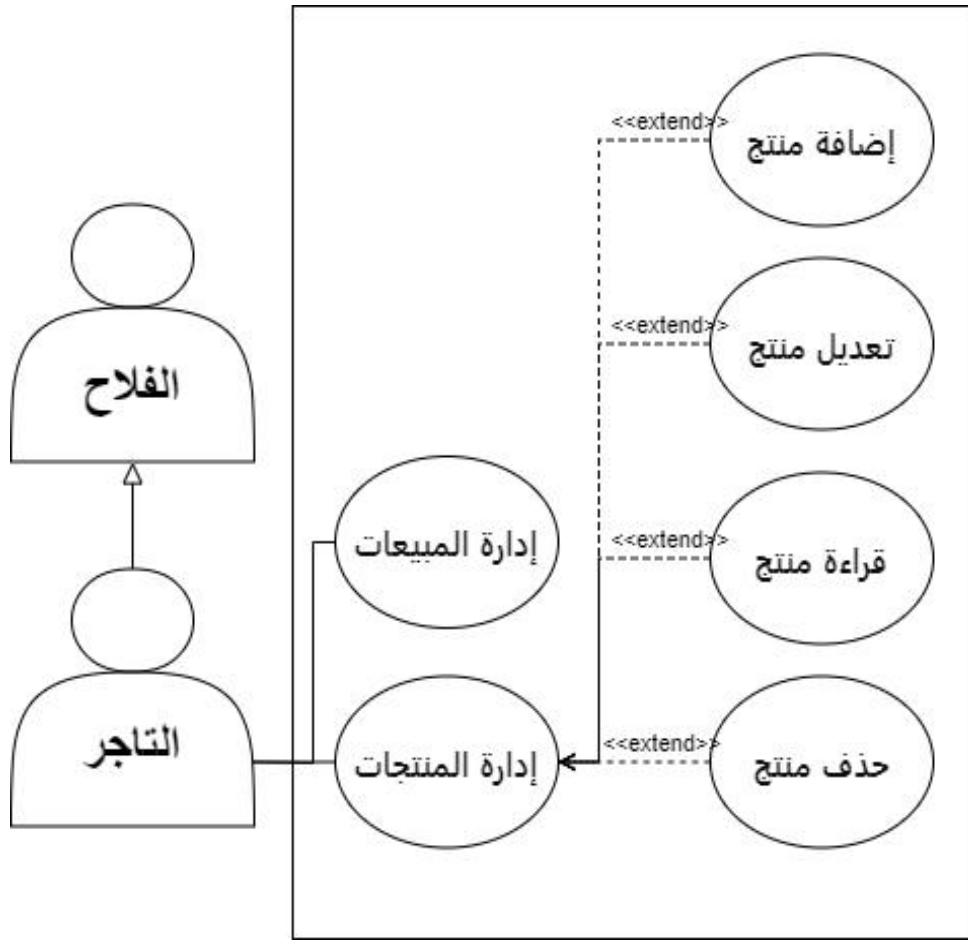 <<extend>>
إضافة منتج
<<extend>>
تعديل منتج
الفلاح
<<extend>>
قراءة منتج
إدارة المبيعات
<<extend>>
حذف منتج
إدارة المنتجات
التاجر